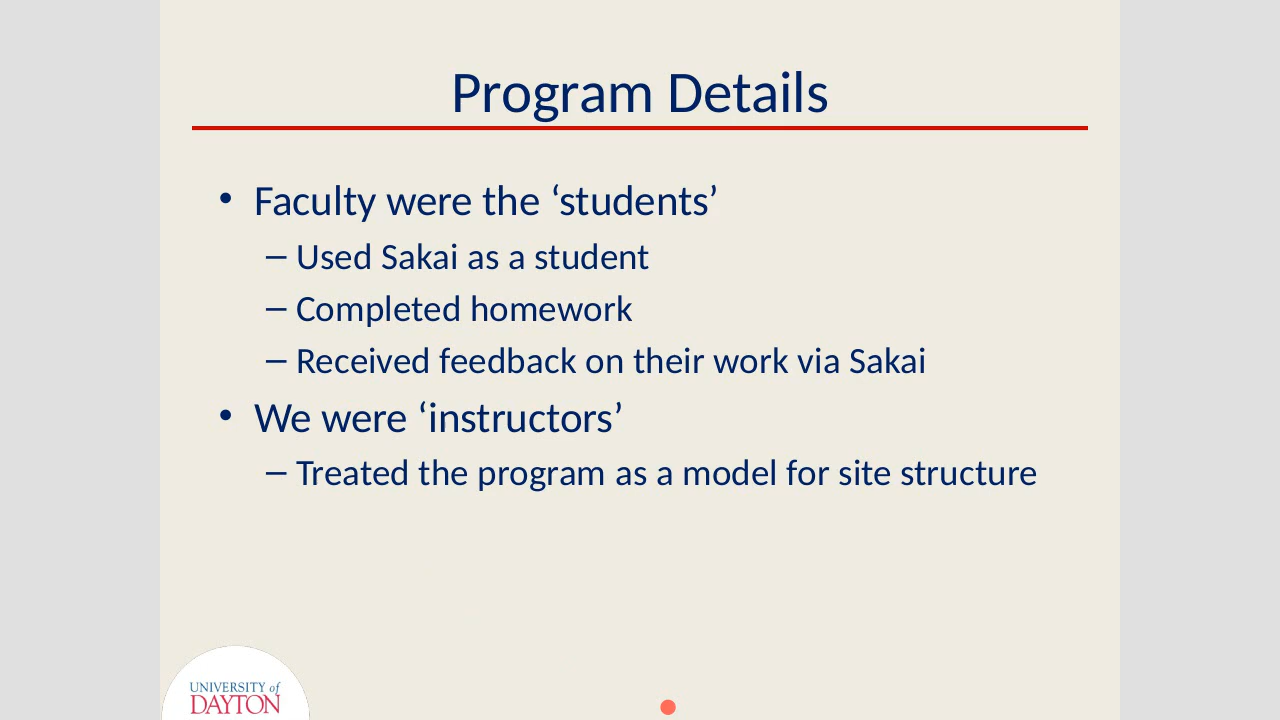 Program Details
• Faculty were the ‘students’
– Used Sakai as a student
– Completed homework
– Received feedback on their work via Sakai
• We were ‘instructors’
– Treated the program as a model for site structure
UNIVERSITY of
DAYTON